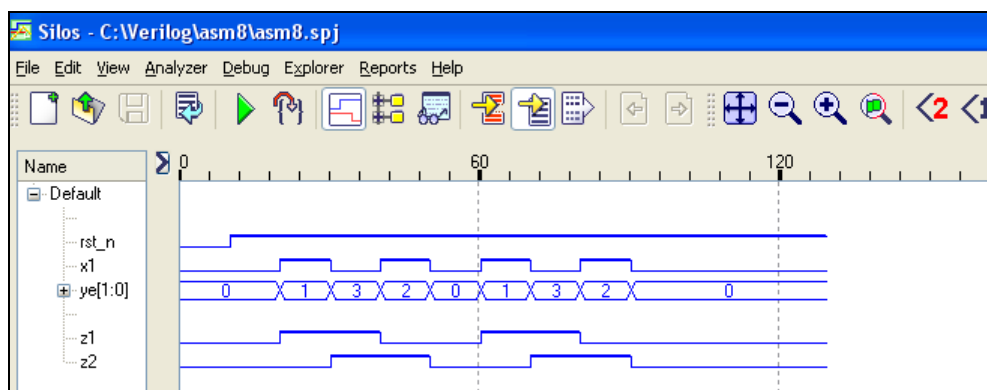 Silos - C:\Verilog\asm8\asm8.spj
File Edit View Analyzer Debug Explorer Reports Help
2 1
Name 0 60 120
Default
rst_n
x1
ye[1:0] 0 1 3 2 0 1 3 2 0
z1
z2